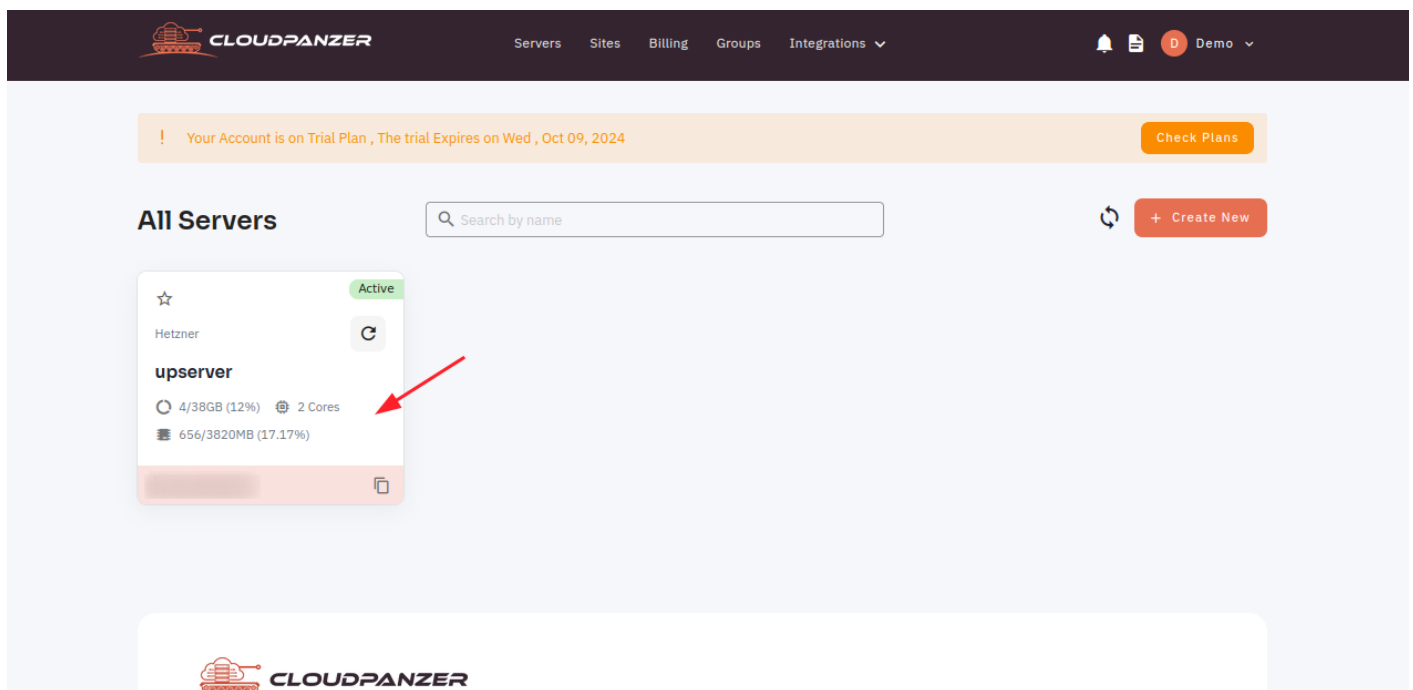 CLOUDPANZER Servers Sites Billing Groups Integrations D Demo
! Your Account is on Trial Plan , The trial Expires on Wed , Oct 09, 2024 Check Plans
All Servers Search by name + Create New
Active
Hetzner
upserver
4/38GB (12%) 2 Cores
656/3820MB (17.17%)
CLOUDPANZER